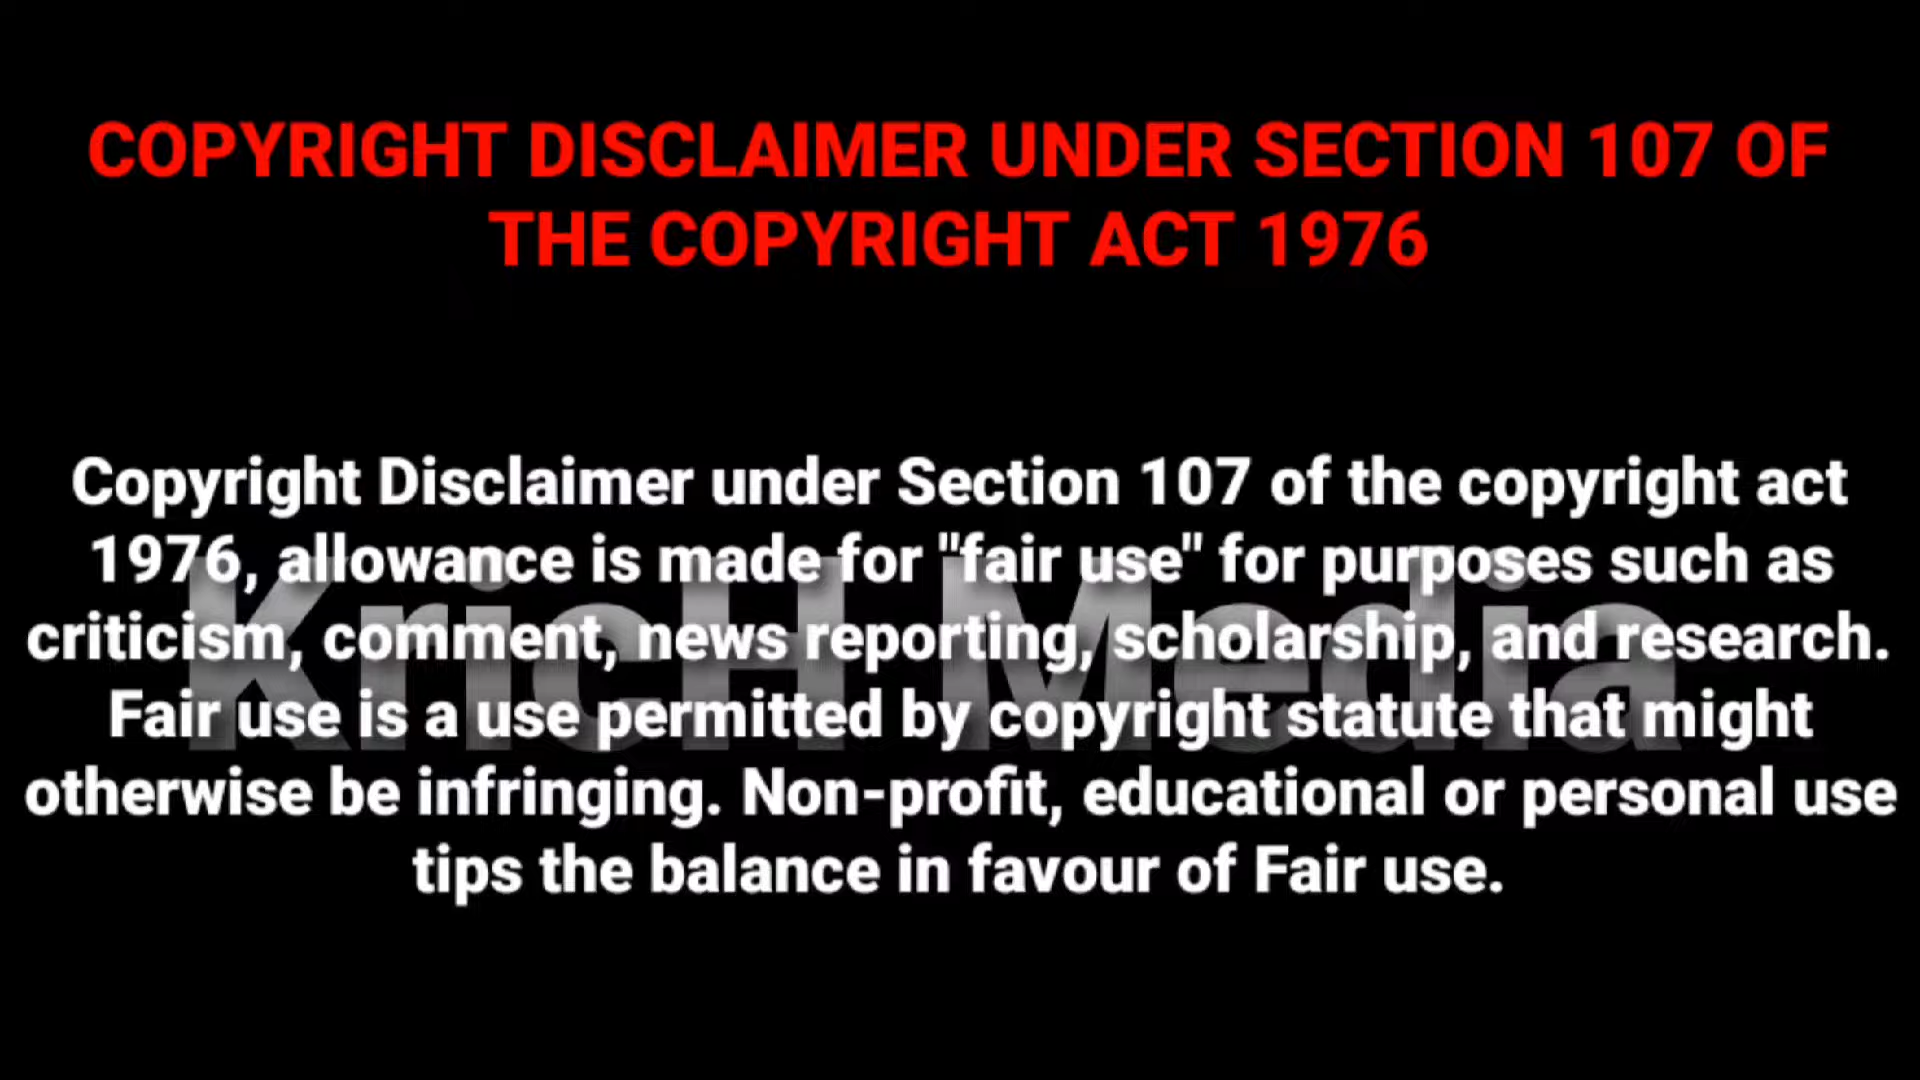 COPYRIGHT DISCLAIMER UNDER SECTION 107 OF
THE COPYRIGHT ACT 1976
Copyright Disclaimer under Section 107 of the copyright act
1976, allowance is made for "fair use" for purposes such as
criticism, comment, news reporting, scholarship, and research.
KricH Media
Fair use is a use permitted by copyright statute that might
otherwise be infringing. Non-profit, educational or personal use
tips the balance in favour of Fair use.